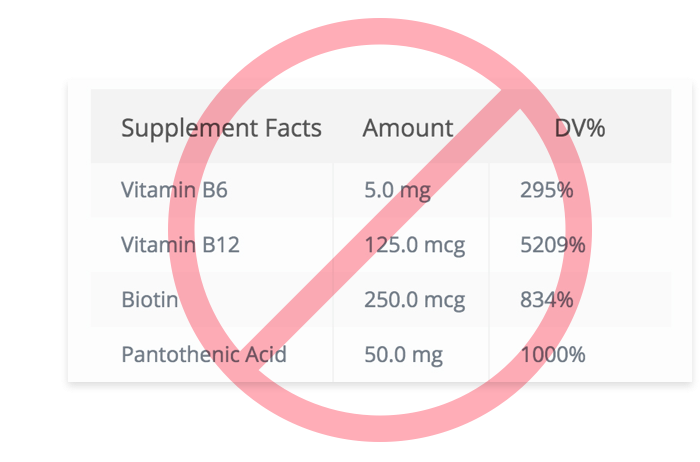 Supplement Facts Amount DV%
Vitamin B6 5.0 mg 295%
Vitamin B12 125.0 mcg 5209%
Biotin 250.0 mcg 834%
Pantothenic Acid 50.0 mg 1000%